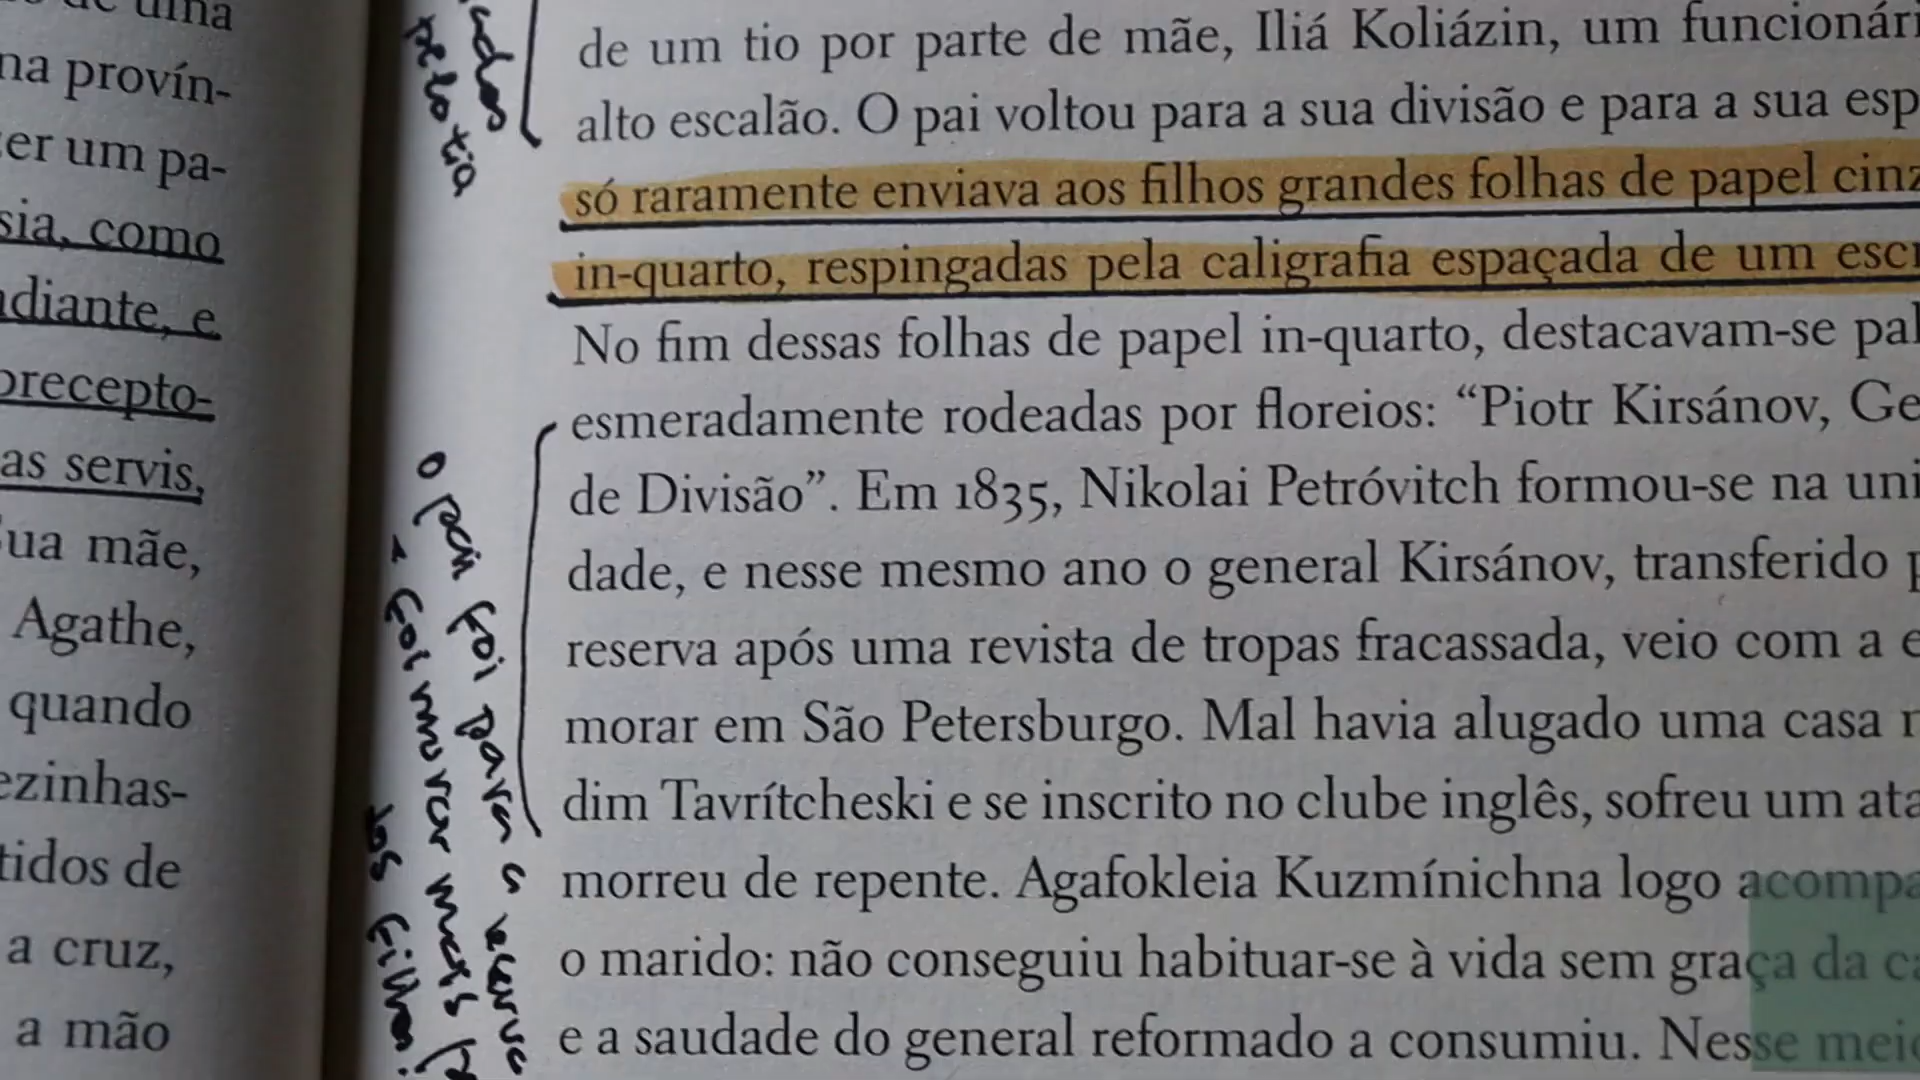 na provín-
er um pa-
sia, como
diante, e
precepto-
as servis,
ua mãe,
Agathe,
quando
ezinhas-
tidos de
a cruz,
a mão
pelo tio
o pai foi para a reserva
e foi morar mais
dos filhos
de um tio por parte de mãe, Iliá Koliázin, um funcionári
alto escalão. O pai voltou para a sua divisão e para a sua esp
só raramente enviava aos filhos grandes folhas de papel cinz
in-quarto, respingadas pela caligrafia espaçada de um escr
No fim dessas folhas de papel in-quarto, destacavam-se pal
esmeradamente rodeadas por floreios: “Piotr Kirsánov, Ge
de Divisão”. Em 1835, Nikolai Petróvitch formou-se na uni
dade, e nesse mesmo ano o general Kirsánov, transferido p
reserva após uma revista de tropas fracassada, veio com a e
morar em São Petersburgo. Mal havia alugado uma casa n
dim Tavrítcheski e se inscrito no clube inglês, sofreu um ata
morreu de repente. Agafokleia Kuzmínichna logo acompa
o marido: não conseguiu habituar-se à vida sem graça da ca
e a saudade do general reformado a consumiu. Nesse meio